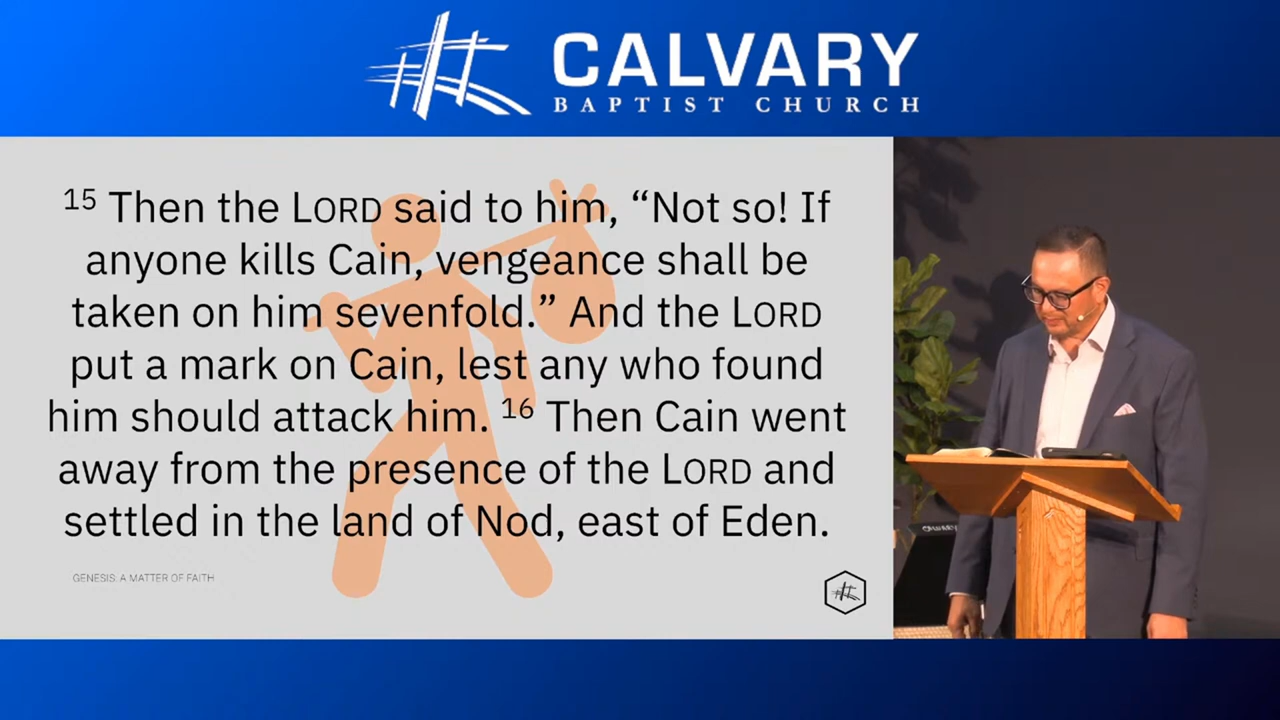 CALVARY
BAPTIST CHURCH
15 Then the LORD said to him, “Not so! If
anyone kills Cain, vengeance shall be
taken on him sevenfold.” And the LORD
put a mark on Cain, lest any who found
him should attack him. 16 Then Cain went
away from the presence of the LORD and
settled in the land of Nod, east of Eden.
GENESIS: A MATTER OF FAITH